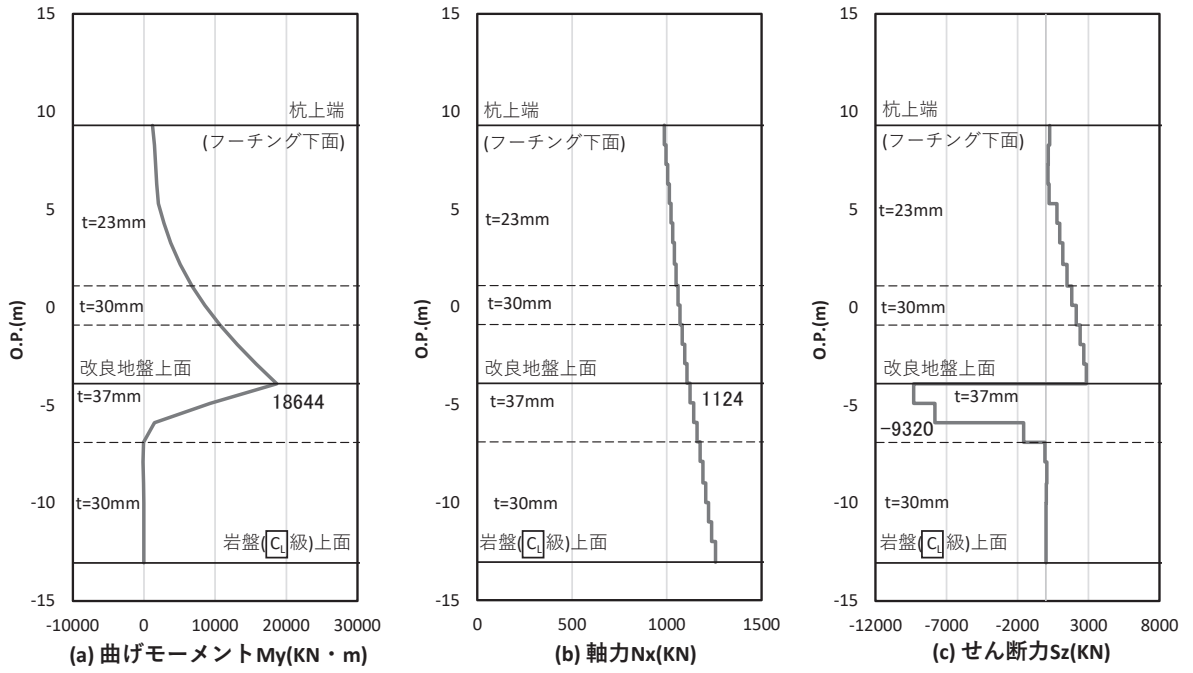 15
10
5
0
-5
-10
-15
O.P.(m)
杭上端
(フーチング下面)
t=23mm
t=30mm
改良地盤上面
t=37mm
18644
t=30mm
岩盤(CL級)上面
-10000 0 10000 20000 30000
(a) 曲げモーメントMy(KN・m)
15
10
5
0
-5
-10
-15
O.P.(m)
杭上端
(フーチング下面)
t=23mm
t=30mm
改良地盤上面
t=37mm
1124
t=30mm
岩盤(CL級)上面
0 500 1000 1500
(b) 軸力Nx(KN)
15
10
5
0
-5
-10
-15
O.P.(m)
杭上端
(フーチング下面)
t=23mm
t=30mm
改良地盤上面
t=37mm
-9320
t=30mm
岩盤(CL級)上面
-12000 -7000 -2000 3000 8000
(c) せん断力Sz(KN)